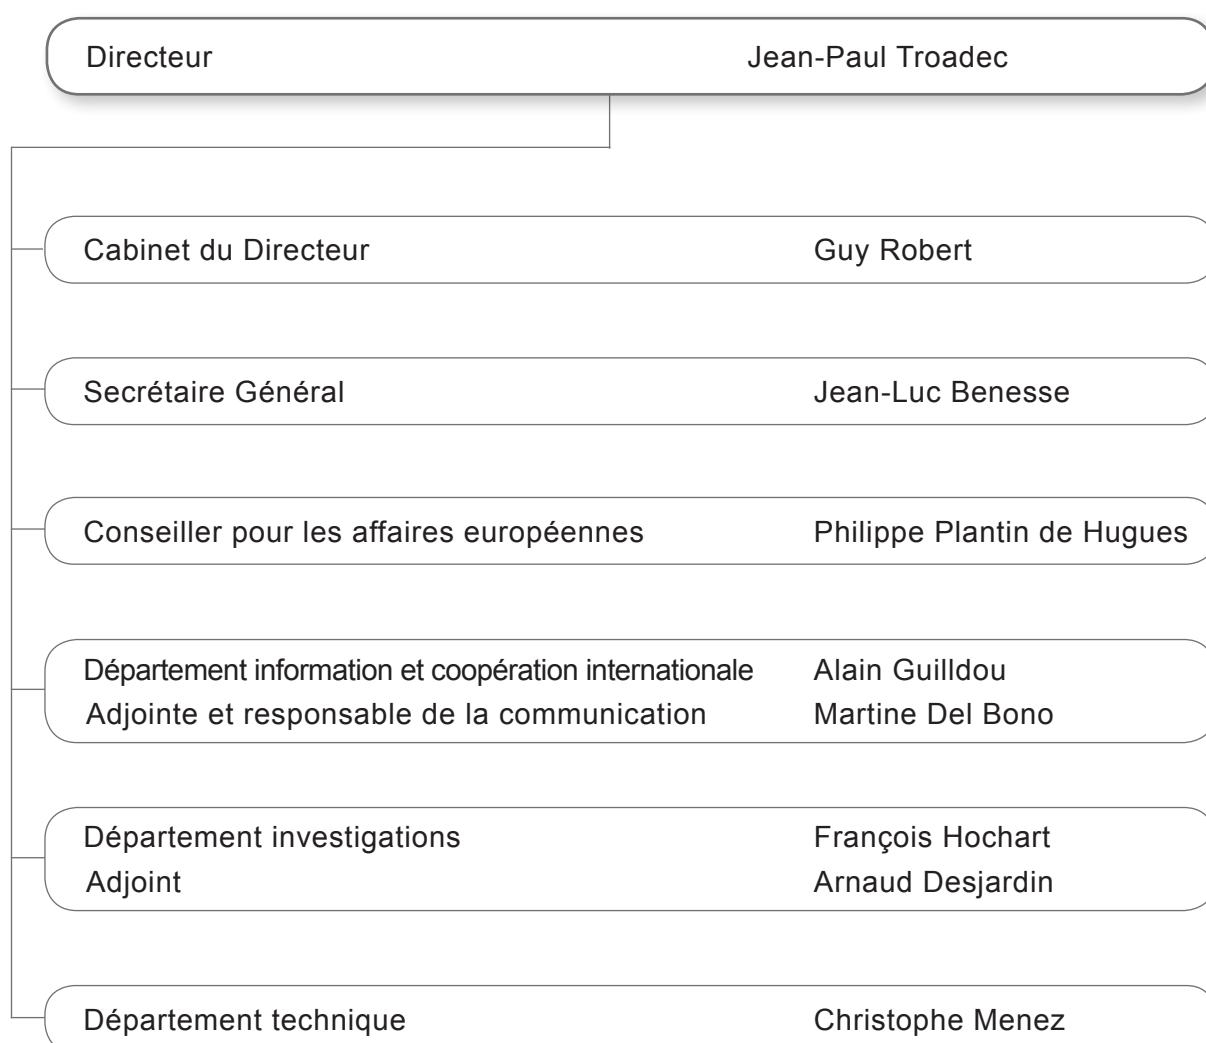 Directeur Jean-Paul Troadec
Cabinet du Directeur Guy Robert
Secrétaire Général Jean-Luc Benesse
Conseiller pour les affaires européennes Philippe Plantin de Hugues
Département information et coopération internationale Alain Guilldou
Adjointe et responsable de la communication Martine Del Bono
Département investigations François Hochart
Adjoint Arnaud Desjardin
Département technique Christophe Menez